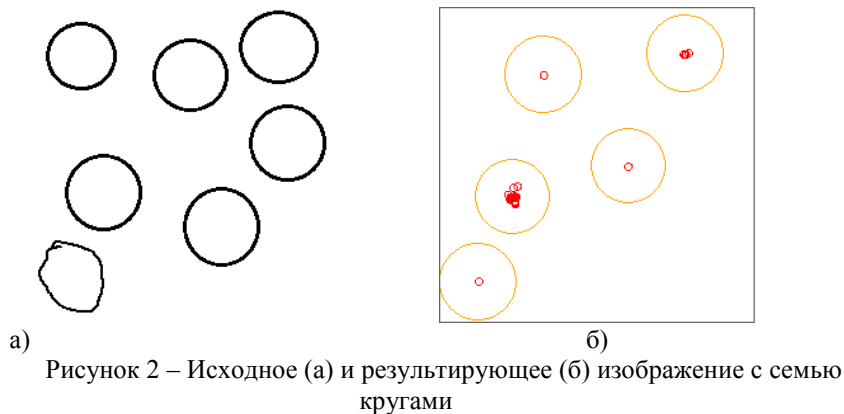 а) б)
Рисунок 2 – Исходное (а) и результирующее (б) изображение с семью
кругами